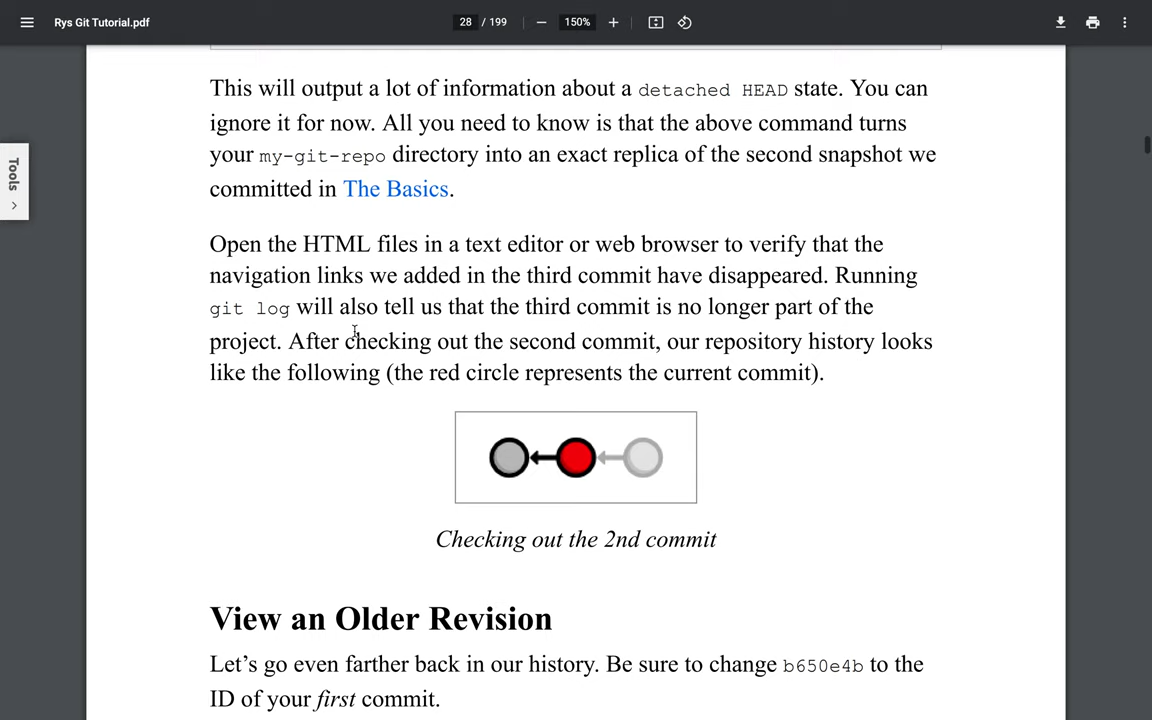 Rys Git Tutorial.pdf
28 / 199
150%
Tools
This will output a lot of information about a detached HEAD state. You can
ignore it for now. All you need to know is that the above command turns
your my-git-repo directory into an exact replica of the second snapshot we
committed in The Basics.
Open the HTML files in a text editor or web browser to verify that the
navigation links we added in the third commit have disappeared. Running
git log will also tell us that the third commit is no longer part of the
project. After checking out the second commit, our repository history looks
like the following (the red circle represents the current commit).
Checking out the 2nd commit
View an Older Revision
Let’s go even farther back in our history. Be sure to change b650e4b to the
ID of your first commit.